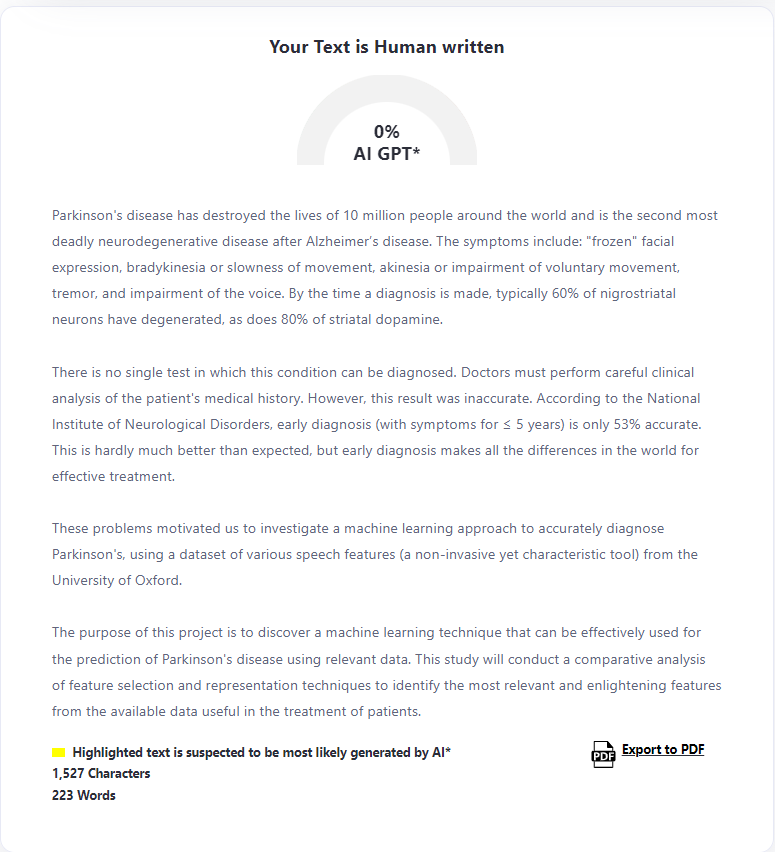 Your Text is Human written
0%
AI GPT*
Parkinson's disease has destroyed the lives of 10 million people around the world and is the second most
deadly neurodegenerative disease after Alzheimer’s disease. The symptoms include: "frozen" facial
expression, bradykinesia or slowness of movement, akinesia or impairment of voluntary movement,
tremor, and impairment of the voice. By the time a diagnosis is made, typically 60% of nigrostriatal
neurons have degenerated, as does 80% of striatal dopamine.
There is no single test in which this condition can be diagnosed. Doctors must perform careful clinical
analysis of the patient's medical history. However, this result was inaccurate. According to the National
Institute of Neurological Disorders, early diagnosis (with symptoms for ≤ 5 years) is only 53% accurate.
This is hardly much better than expected, but early diagnosis makes all the differences in the world for
effective treatment.
These problems motivated us to investigate a machine learning approach to accurately diagnose
Parkinson's, using a dataset of various speech features (a non-invasive yet characteristic tool) from the
University of Oxford.
The purpose of this project is to discover a machine learning technique that can be effectively used for
the prediction of Parkinson's disease using relevant data. This study will conduct a comparative analysis
of feature selection and representation techniques to identify the most relevant and enlightening features
from the available data useful in the treatment of patients.
Highlighted text is suspected to be most likely generated by AI*
PDF Export to PDF
1,527 Characters
223 Words